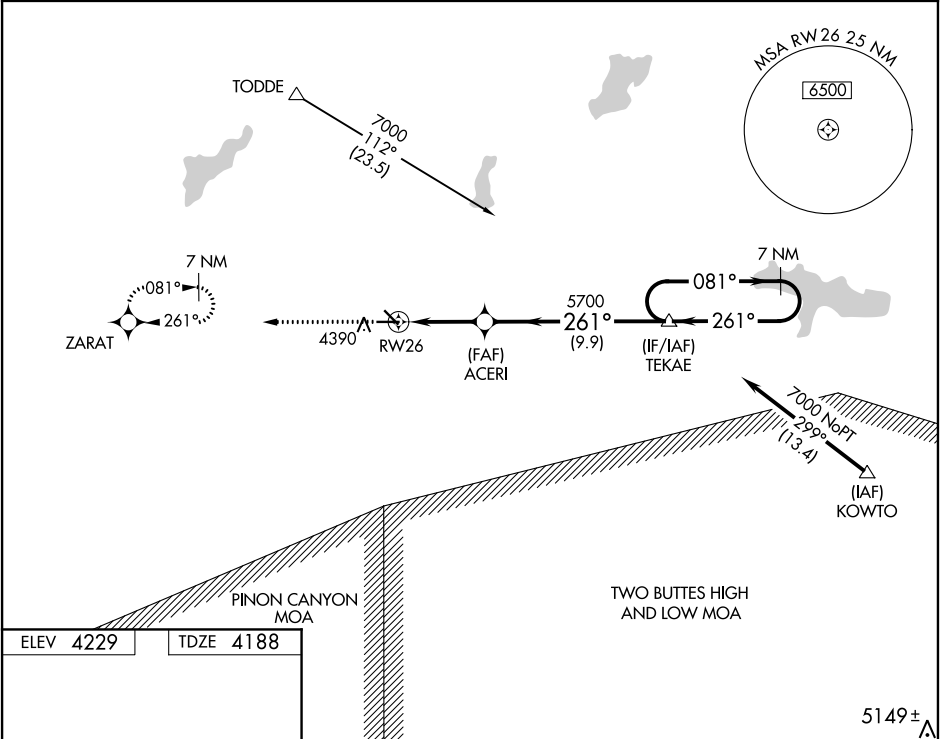 MSA RW 26 25 NM
6500
TODDE
7000
112°
(23.5)
7 NM
081°
261°
ZARAT
4390
RW26
(FAF)
ACERI
5700
261°
(9.9)
7 NM
081°
261°
(IF/IAF)
TEKAE
7000 NoPT
299°
(13.4)
(IAF)
KOWTO
PINON CANYON
MOA
TWO BUTTES HIGH
AND LOW MOA
ELEV 4229
TDZE 4188
5149±